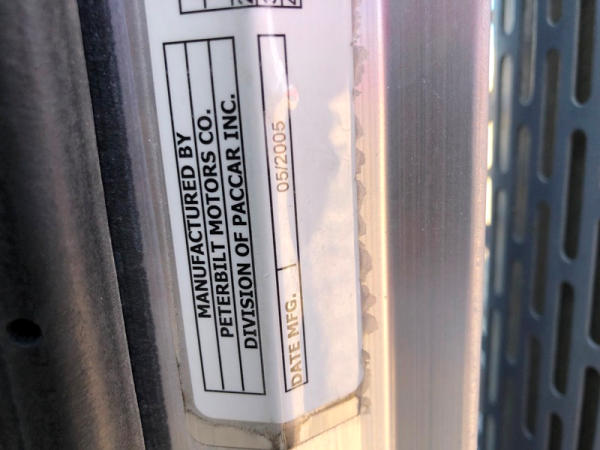 MANUFACTURED BY
PETERBILT MOTORS CO.
DIVISION OF PACCAR INC.
DATE MFG. 05/2005